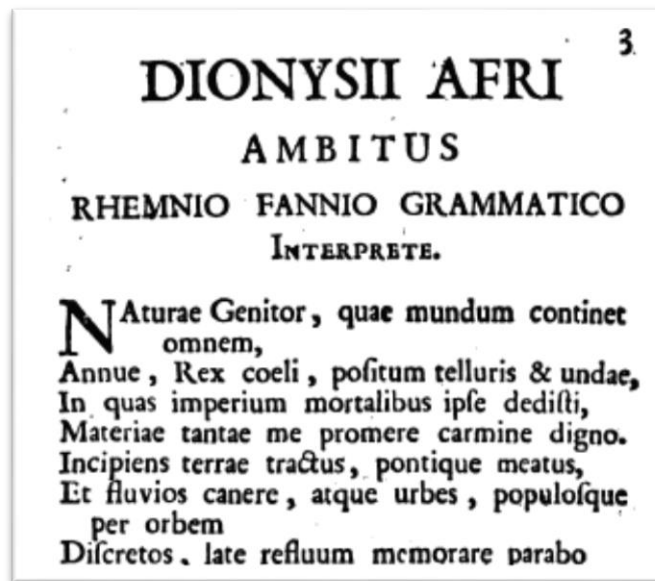 3
DIONYSII AFRI
AMBITUS
RHEMNIO FANNIO GRAMMATICO
INTERPRETE.
NAturae Genitor, quae mundum continet
omnem,
Annue, Rex coeli, poſitum telluris & undae,
In quas imperium mortalibus ipſe dediſti,
Materiae tantae me promere carmine digno.
Incipiens terrae tractus, pontique meatus,
Et fluvios canere, atque urbes, populoſque
per orbem
Diſcretos, late refluum memorare parabo